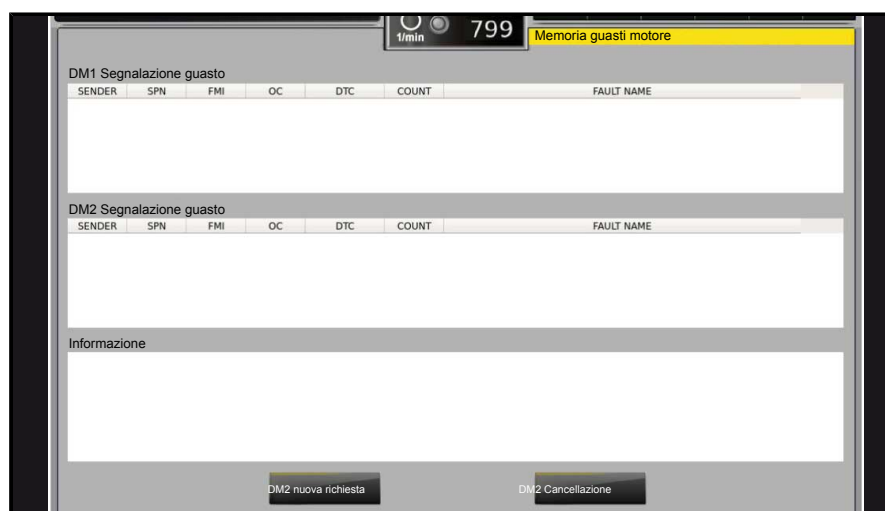 1/min 799 Memoria guasti motore
DM1 Segnalazione guasto
SENDER SPN FMI OC DTC COUNT FAULT NAME
DM2 Segnalazione guasto
SENDER SPN FMI OC DTC COUNT FAULT NAME
Informazione
DM2 nuova richiesta DM2 Cancellazione